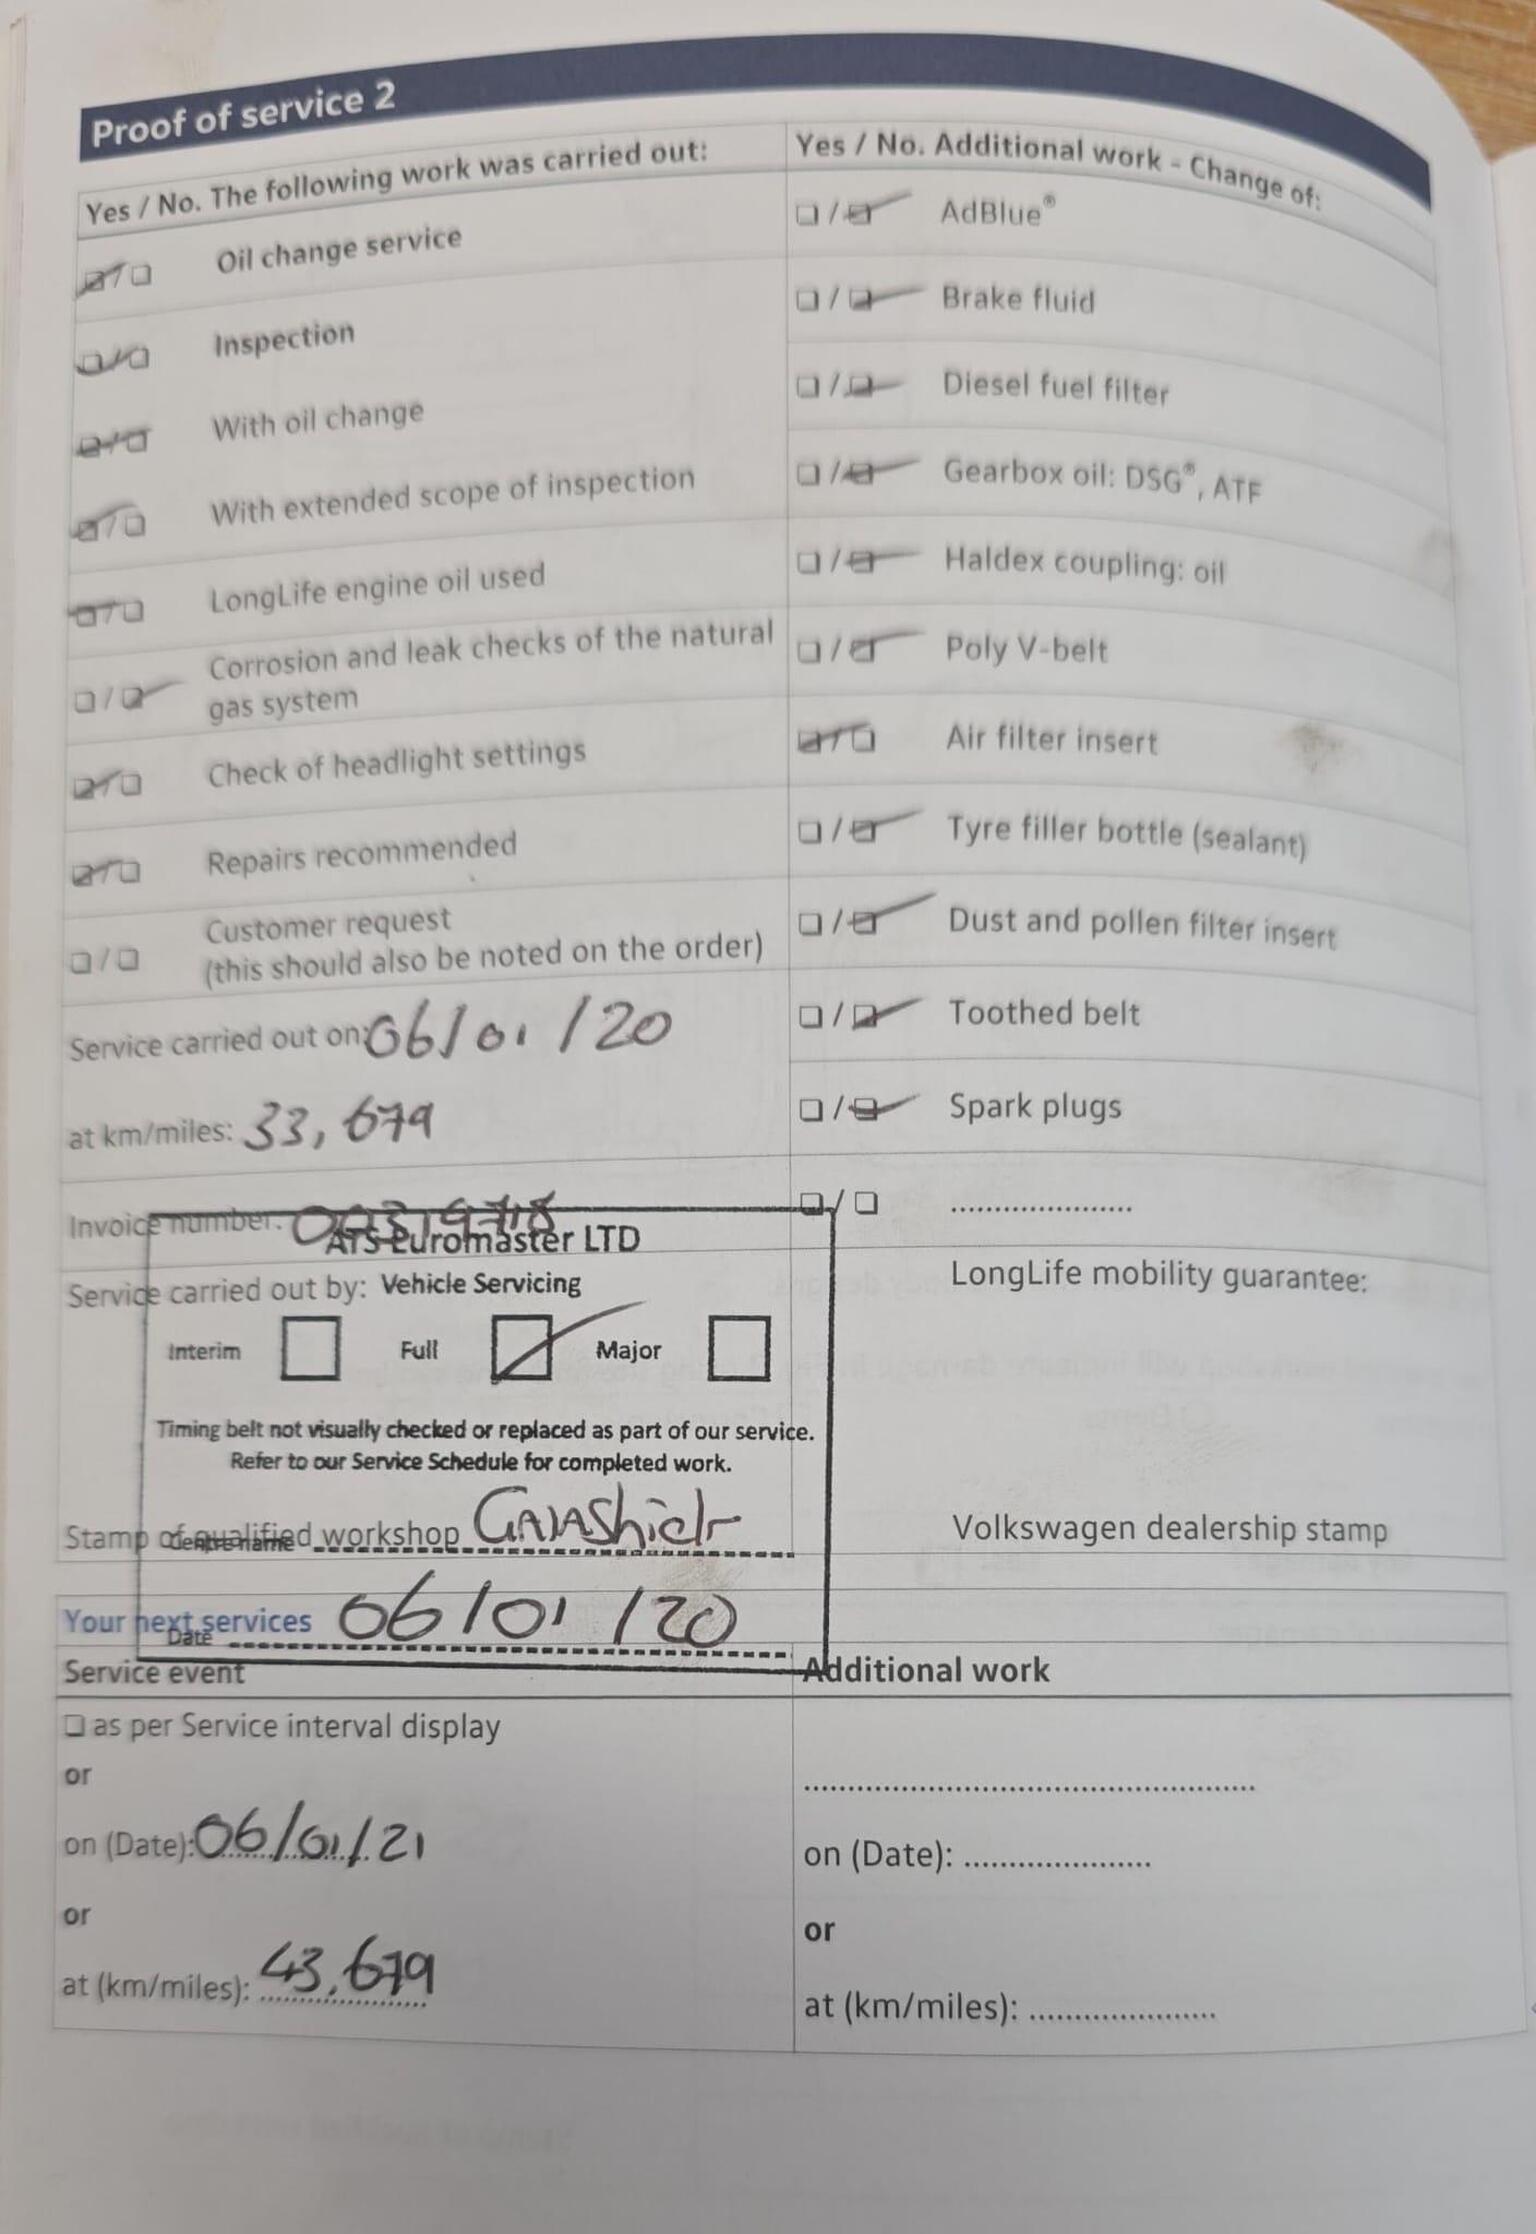 Proof of service 2
Yes / No. The following work was carried out:
Oil change service
Inspection
With oil change
With extended scope of inspection
LongLife engine oil used
Corrosion and leak checks of the natural
gas system
Check of headlight settings
Repairs recommended
Customer request
(this should also be noted on the order)
Service carried out on: 06/01/20
at km/miles: 33,679
Invoice number:
ATS Euromaster LTD
Service carried out by: Vehicle Servicing
Interim Full Major
Timing belt not visually checked or replaced as part of our service.
Refer to our Service Schedule for completed work.
Stamp of qualified workshop
Centre name
Yes / No. Additional work - Change of:
AdBlue®
Brake fluid
Diesel fuel filter
Gearbox oil: DSG®, ATF
Haldex coupling: oil
Poly V-belt
Air filter insert
Tyre filler bottle (sealant)
Dust and pollen filter insert
Toothed belt
Spark plugs
....................
LongLife mobility guarantee:
Volkswagen dealership stamp
Your next services
Date 06/01/20
Service event
as per Service interval display
or
on (Date): 06/01/21
or
at (km/miles): 43,679
Additional work
..................................................
on (Date): .....................
or
at (km/miles): .....................